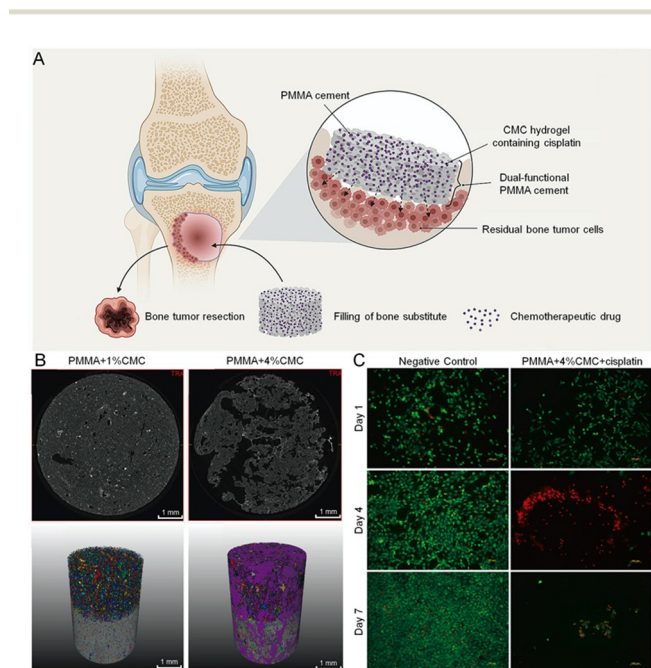 A
PMMA cement
CMC hydrogel
containing cisplatin
Dual-functional
PMMA cement
Residual bone tumor cells
Bone tumor resection
Filling of bone substitute
Chemotherapeutic drug
B
PMMA+1%CMC
PMMA+4%CMC
TRA
TRA
1 mm
1 mm
1 mm
1 mm
C
Negative Control
PMMA+4%CMC+cisplatin
Day 1
Day 4
Day 7